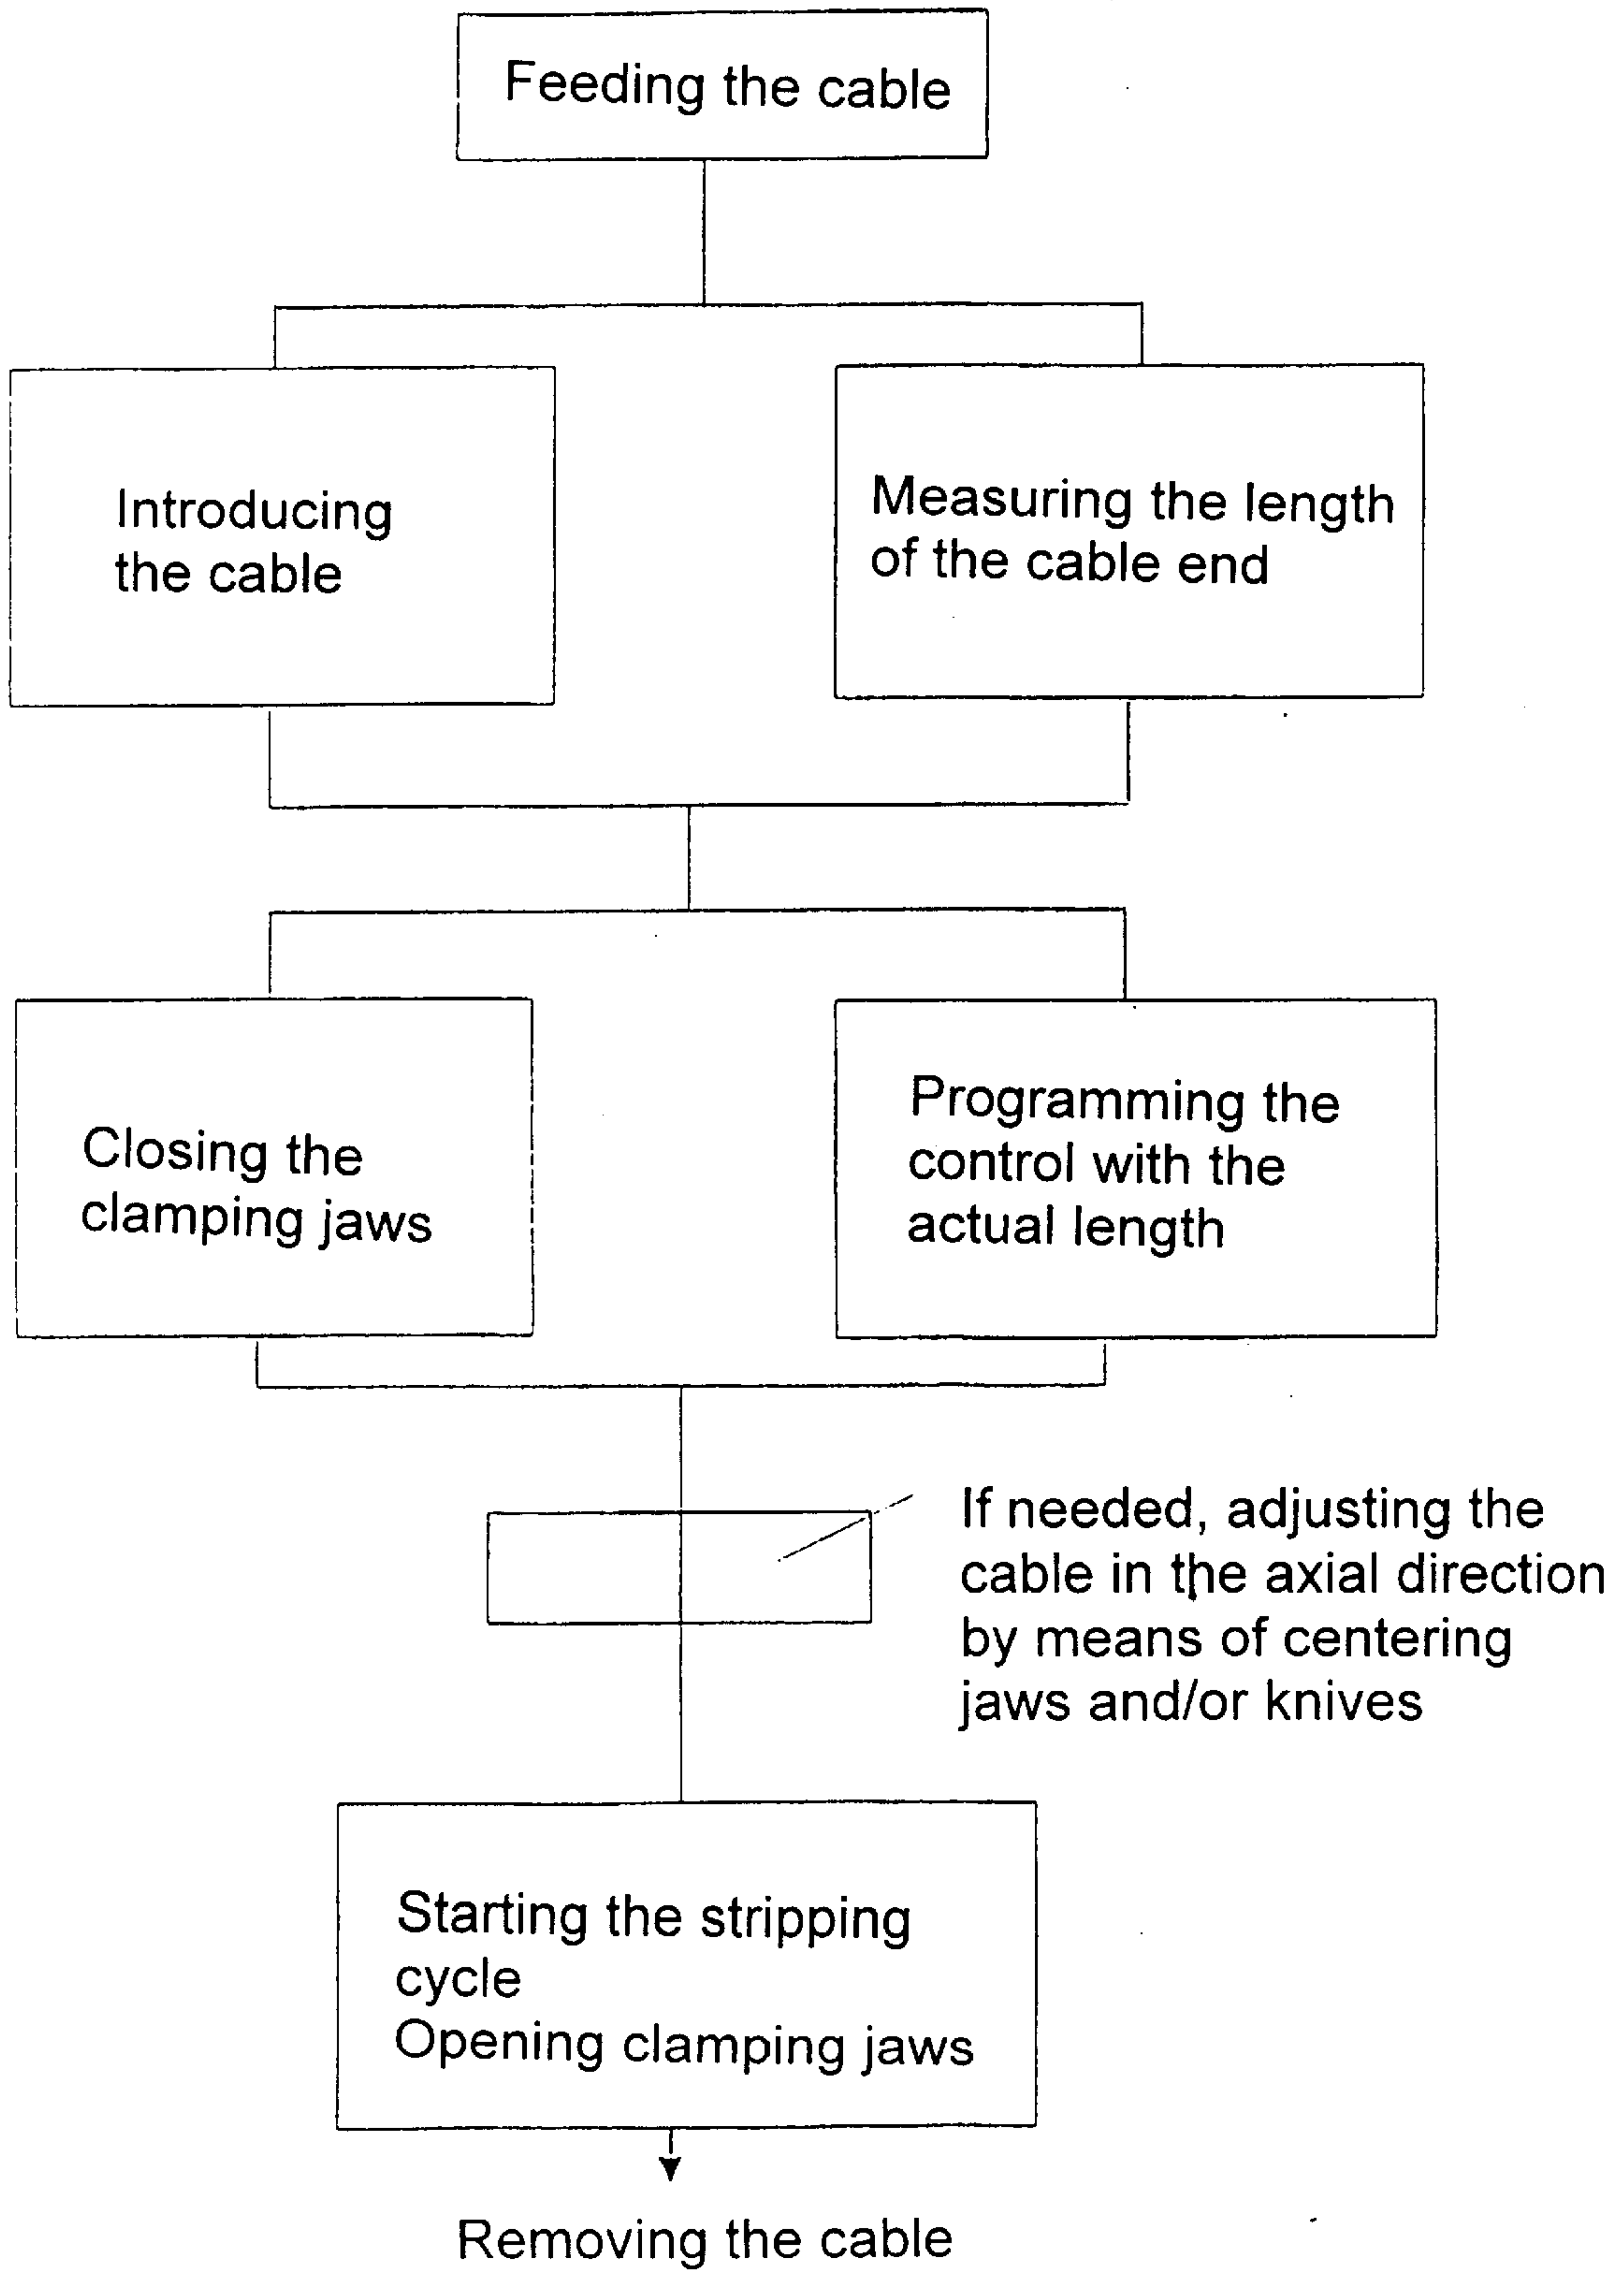 Feeding the cable
Introducing
the cable
Measuring the length
of the cable end
Closing the
clamping jaws
Programming the
control with the
actual length
If needed, adjusting the
cable in the axial direction
by means of centering
jaws and/or knives
Starting the stripping
cycle
Opening clamping jaws
Removing the cable